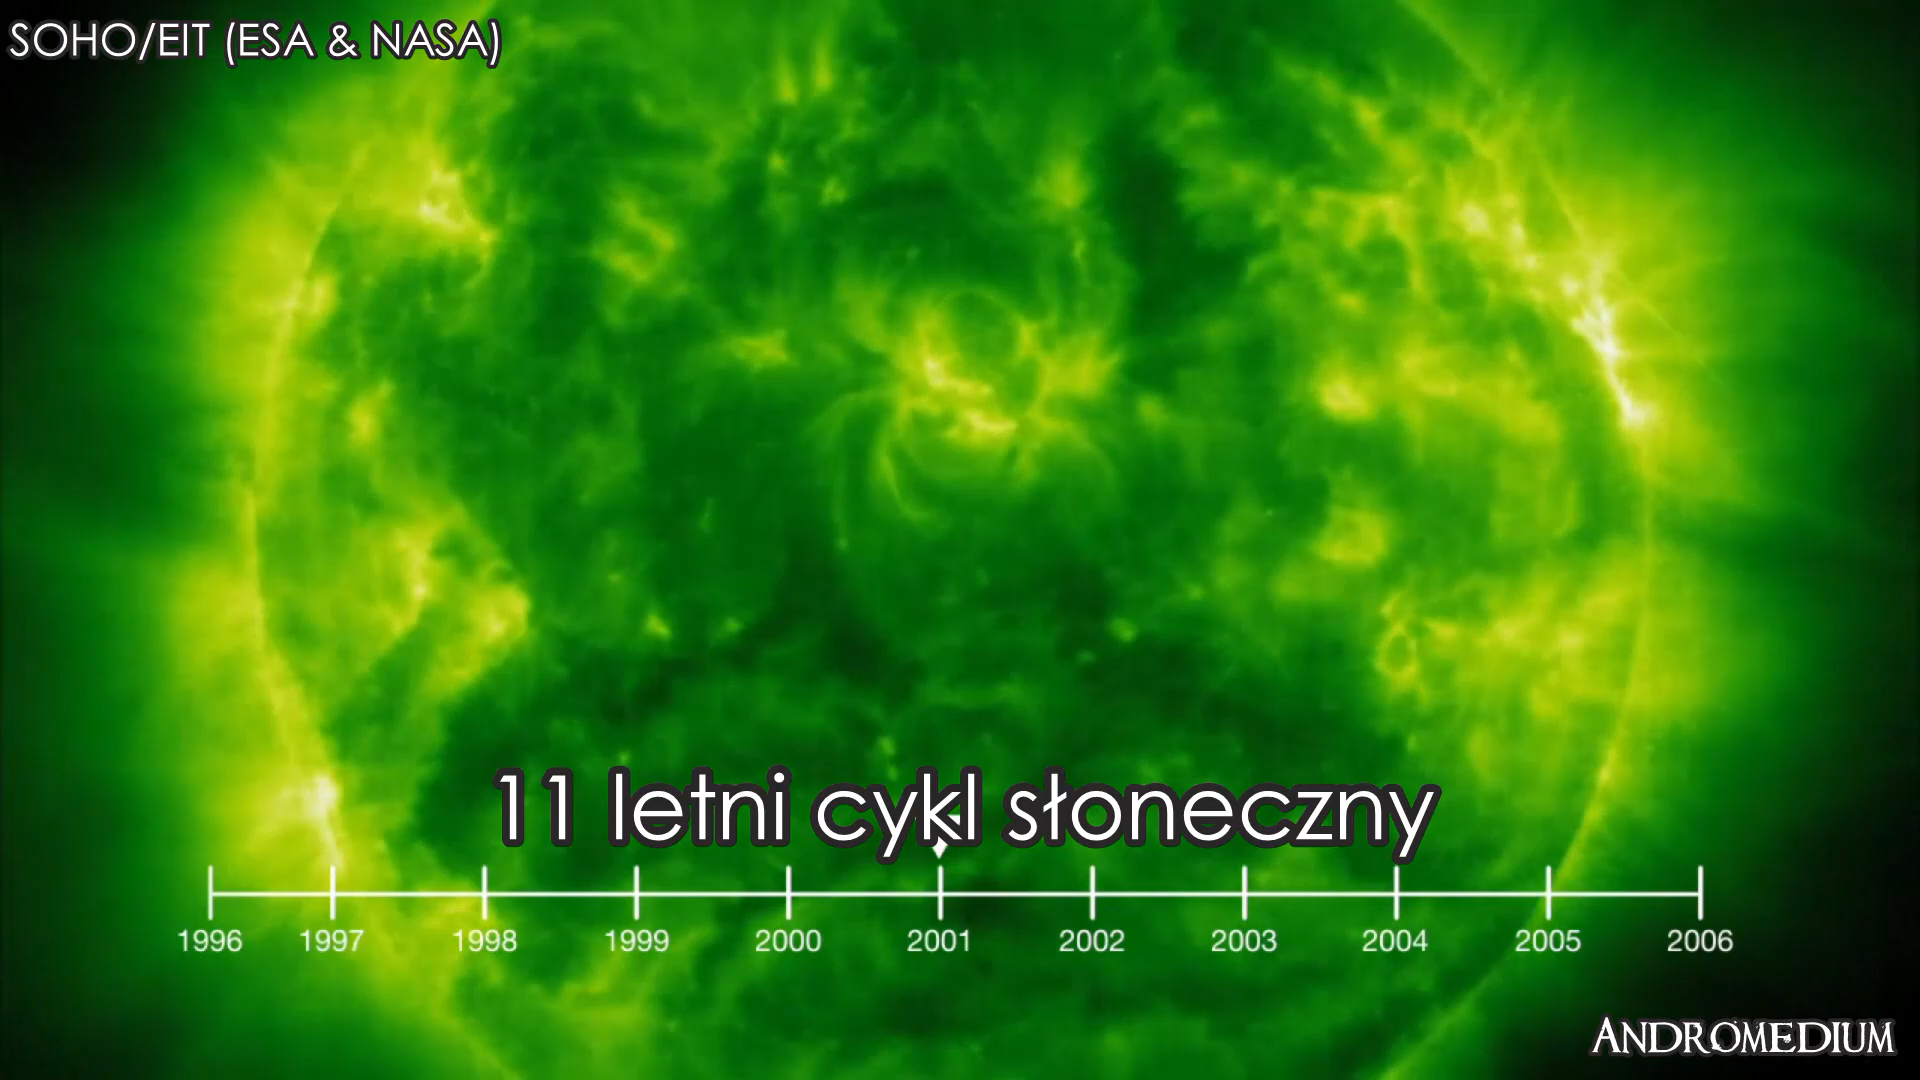 SOHO/EIT (ESA & NASA)
11 letni cykl słoneczny
1996 1997 1998 1999 2000 2001 2002 2003 2004 2005 2006
ANDROMEDIUM